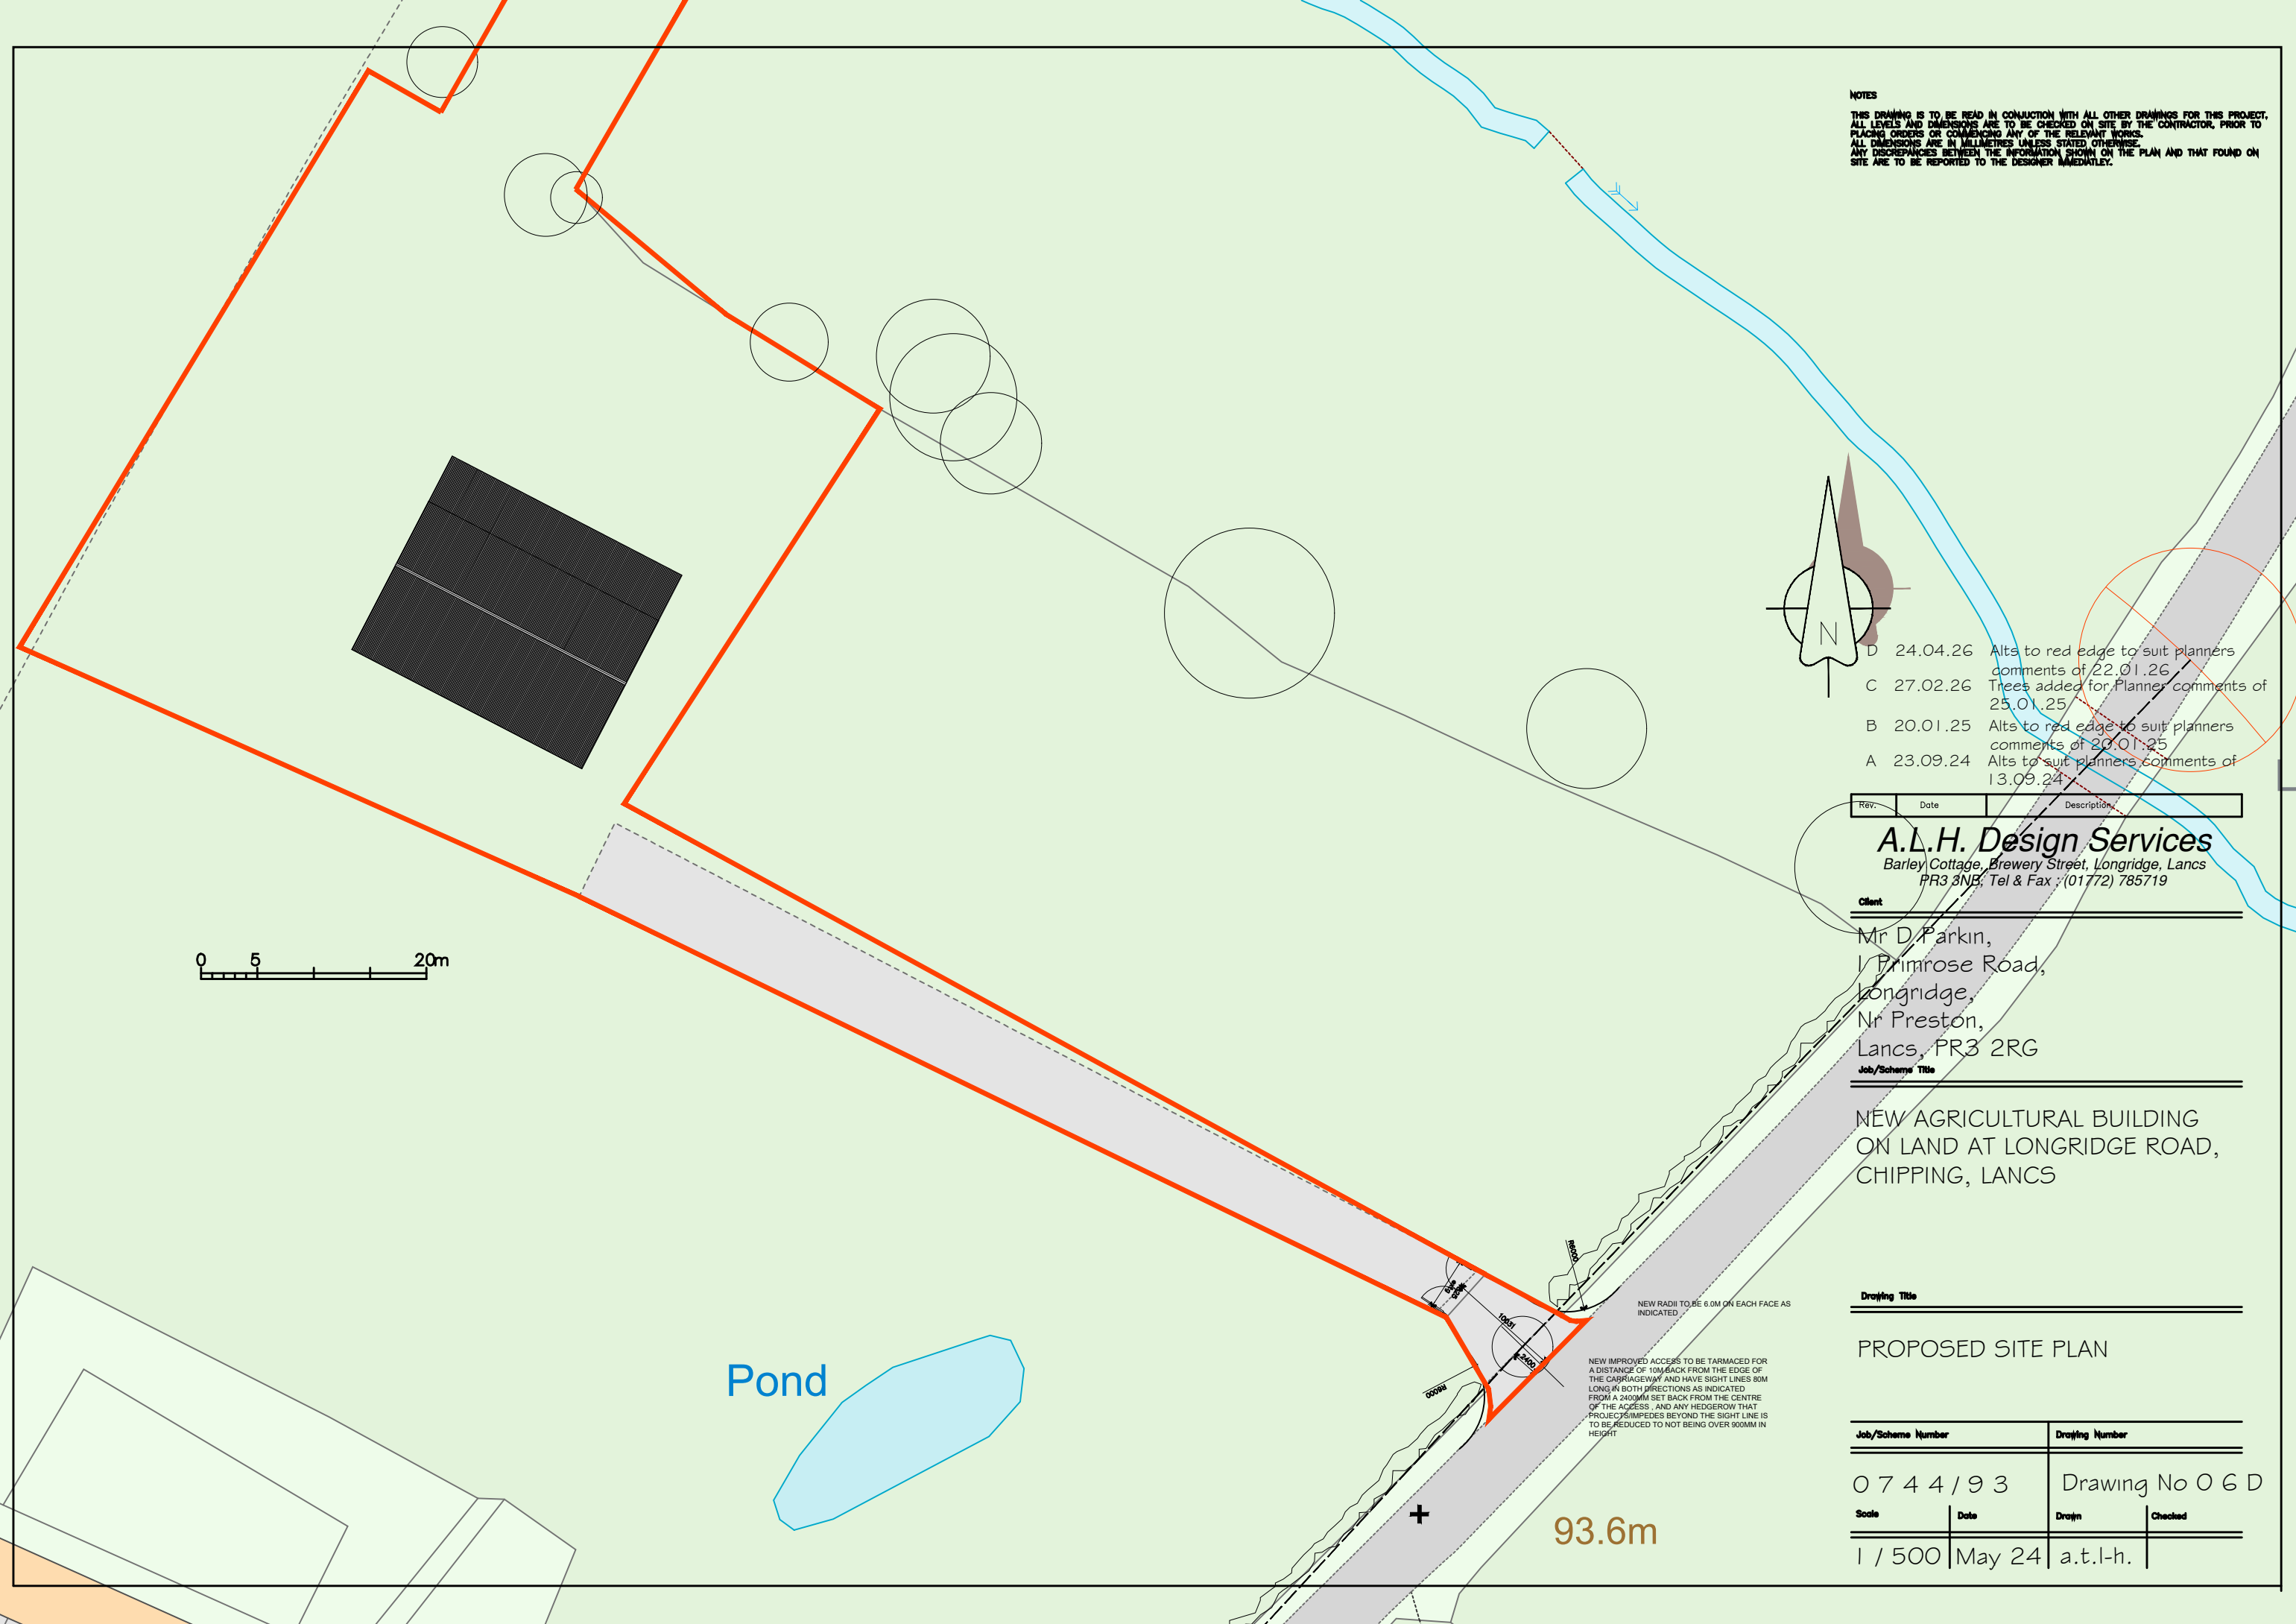 NOTES
THIS DRAWING IS TO BE READ IN CONJUCTION WITH ALL OTHER DRAWINGS FOR THIS PROJECT.
ALL LEVELS AND DIMENSIONS ARE TO BE CHECKED ON SITE BY THE CONTRACTOR, PRIOR TO
PLACING ORDERS OR COMMENCING ANY OF THE RELEVANT WORKS.
ALL DIMENSIONS ARE IN MILLIMETRES UNLESS STATED OTHERWISE.
ANY DISCREPANCIES BETWEEN THE INFORMATION SHOWN ON THE PLAN AND THAT FOUND ON
SITE ARE TO BE REPORTED TO THE DESIGNER IMMEDIATLEY.
N
D 24.04.26 Alts to red edge to suit planners
comments of 22.01.26
C 27.02.26 Trees added for Planner comments of
25.01.25
B 20.01.25 Alts to red edge to suit planners
comments of 20.01.25
A 23.09.24 Alts to suit planners comments of
13.09.24
Rev. Date Description
A.L.H. Design Services
Barley Cottage, Brewery Street, Longridge, Lancs
PR3 3NB, Tel & Fax : (01772) 785719
Client
Mr D Parkin,
1 Primrose Road,
Longridge,
Nr Preston,
Lancs, PR3 2RG
Job/Scheme Title
NEW AGRICULTURAL BUILDING
ON LAND AT LONGRIDGE ROAD,
CHIPPING, LANCS
Drawing Title
PROPOSED SITE PLAN
Job/Scheme Number Drawing Number
0744/93 Drawing No 06 D
Scale Date Drawn Checked
1 / 500 May 24 a.t.l-h.
0 5 20m
R6000
NEW RADII TO BE 6.0M ON EACH FACE AS
INDICATED
10031
2400
R6000
NEW IMPROVED ACCESS TO BE TARMACED FOR
A DISTANCE OF 10M BACK FROM THE EDGE OF
THE CARRIAGEWAY AND HAVE SIGHT LINES 80M
LONG IN BOTH DIRECTIONS AS INDICATED
FROM A 2400MM SET BACK FROM THE CENTRE
OF THE ACCESS , AND ANY HEDGEROW THAT
PROJECTS/IMPEDES BEYOND THE SIGHT LINE IS
TO BE REDUCED TO NOT BEING OVER 900MM IN
HEIGHT
Pond
93.6m